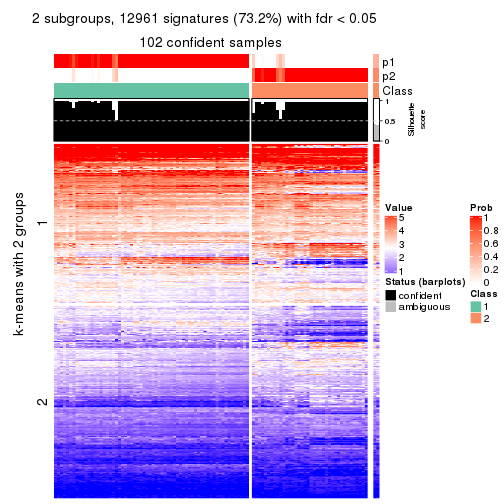 2 subgroups, 12961 signatures (73.2%) with fdr < 0.05
102 confident samples
p1
p2
Class
1
0.5
0
Silhouette
score
k-means with 2 groups
1
2
Value
5
4
3
2
1
Prob
1
0.8
0.6
0.4
0.2
0
Status (barplots)
confident
ambiguous
Class
1
2